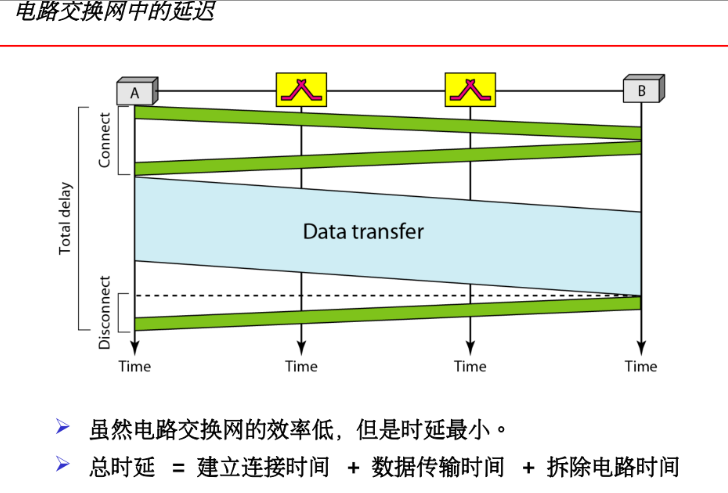 电路交换网中的延迟
A
B
Connect
Total delay
Data transfer
Disconnect
Time
Time
Time
Time
虽然电路交换网的效率低，但是时延最小。
总时延 = 建立连接时间 + 数据传输时间 + 拆除电路时间